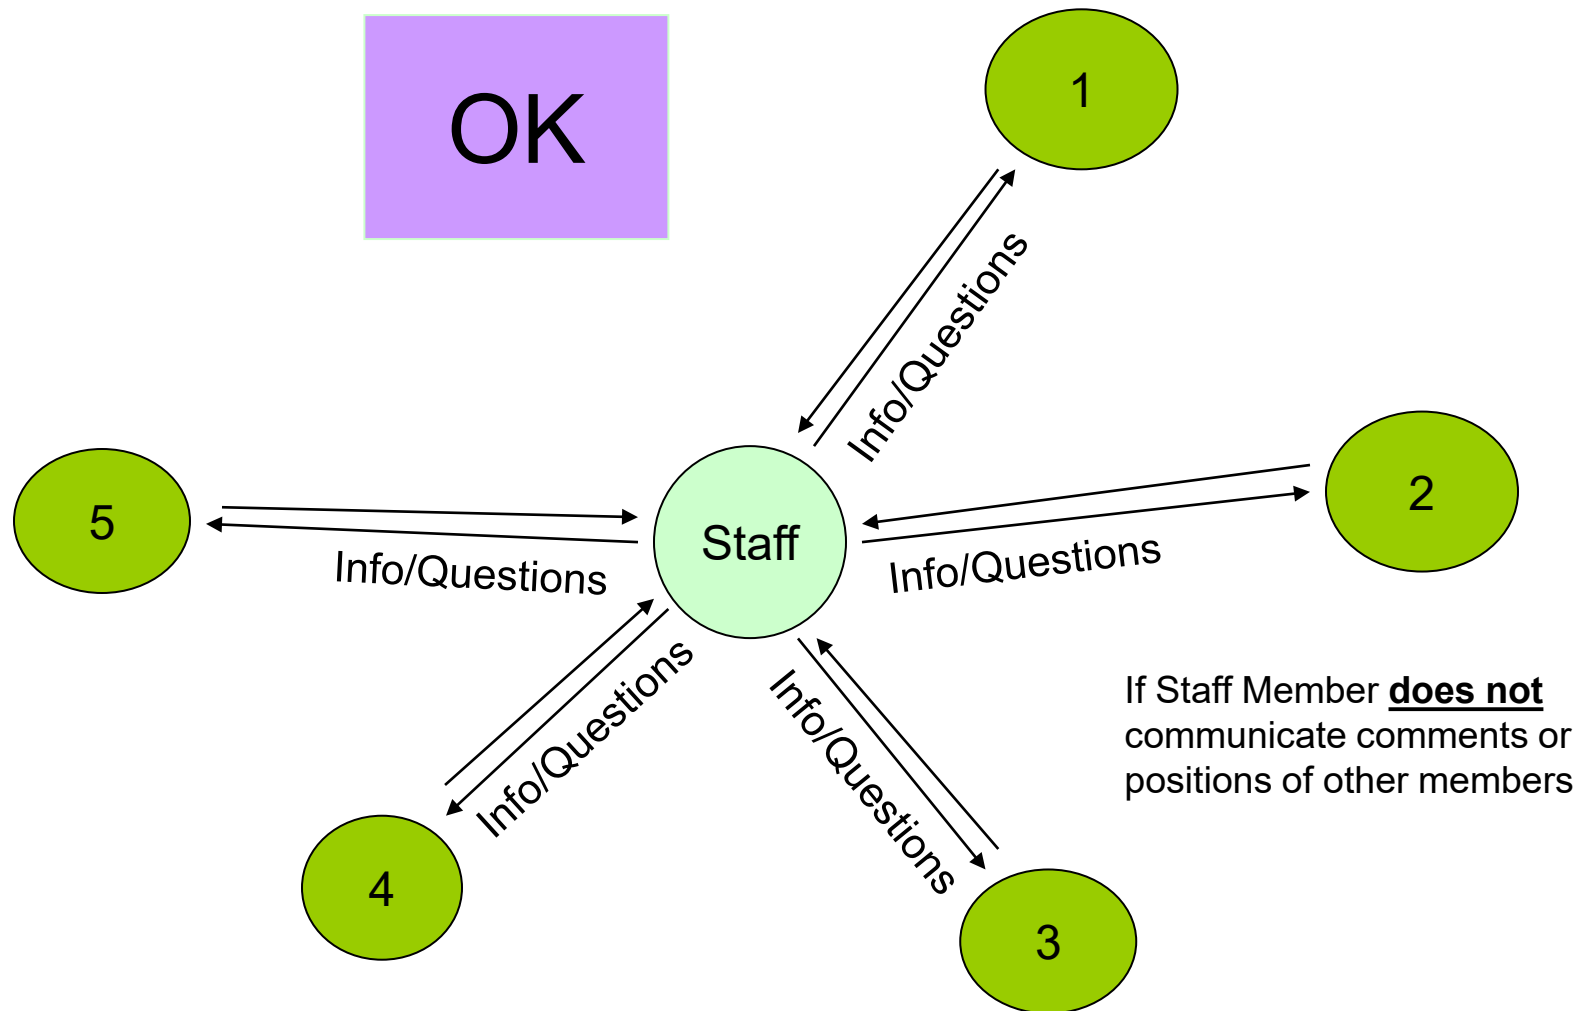 OK
1
Info/Questions
2
Info/Questions
5
Staff
Info/Questions
Info/Questions
Info/Questions
If Staff Member does not
communicate comments or
positions of other members
4
3